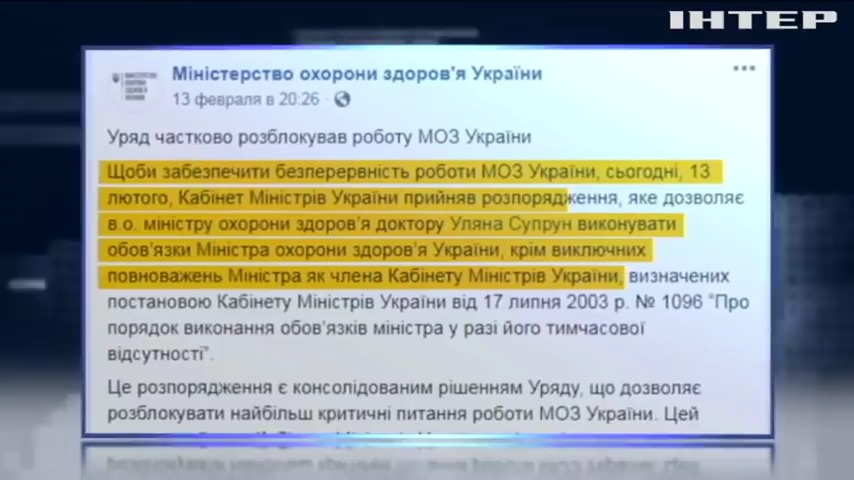 ІНТЕР
Міністерство охорони здоров'я України
13 февраля в 20:26
Уряд частково розблокував роботу МОЗ України
Щоби забезпечити безперервність роботи МОЗ України, сьогодні, 13
лютого, Кабінет Міністрів України прийняв розпорядження, яке дозволяє
в.о. міністру охорони здоров'я доктору Уляна Супрун виконувати
обов'язки Міністра охорони здоров'я України, крім виключних
повноважень Міністра як члена Кабінету Міністрів України, визначених
постановою Кабінету Міністрів України від 17 липня 2003 р. № 1096 “Про
порядок виконання обов'язків міністра у разі його тимчасової
відсутності”.
Це розпорядження є консолідованим рішенням Уряду, що дозволяє
розблокувати найбільш критичні питання роботи МОЗ України. Цей